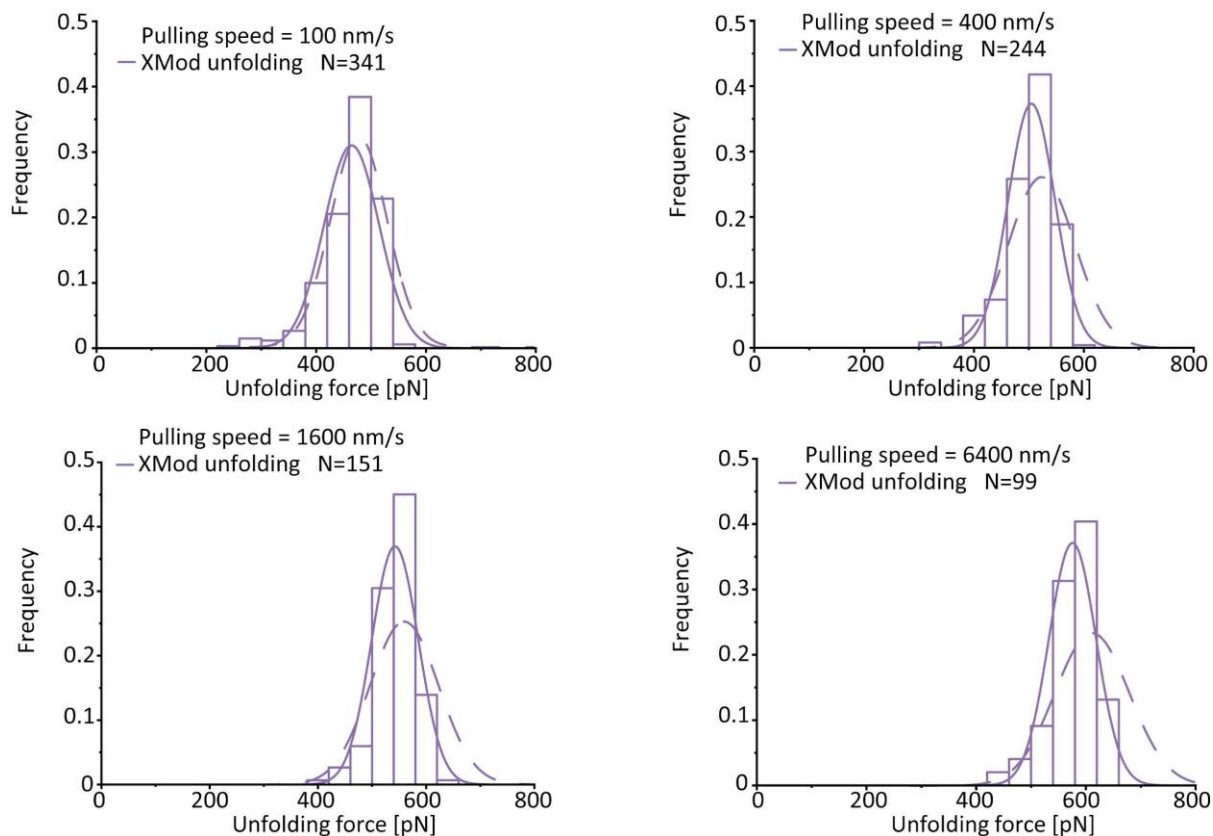 Pulling speed = 100 nm/s
XMod unfolding N=341
Frequency
0.5
0.4
0.3
0.2
0.1
0
0 200 400 600 800
Unfolding force [pN]
Pulling speed = 400 nm/s
XMod unfolding N=244
Frequency
0.5
0.4
0.3
0.2
0.1
0
0 200 400 600 800
Unfolding force [pN]
Pulling speed = 1600 nm/s
XMod unfolding N=151
Frequency
0.5
0.4
0.3
0.2
0.1
0
0 200 400 600 800
Unfolding force [pN]
Pulling speed = 6400 nm/s
XMod unfolding N=99
Frequency
0.5
0.4
0.3
0.2
0.1
0
0 200 400 600 800
Unfolding force [pN]